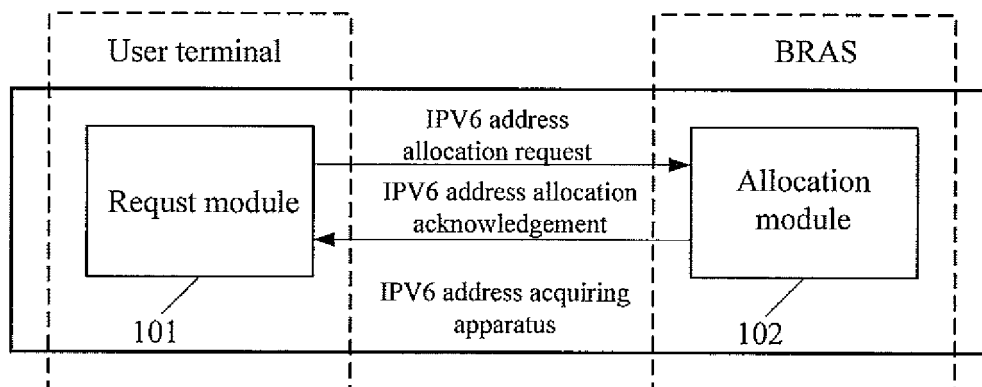 User terminal
BRAS
IPV6 address
allocation request
Requst module
Allocation
module
IPV6 address allocation
acknowledgement
IPV6 address acquiring
apparatus
101
102